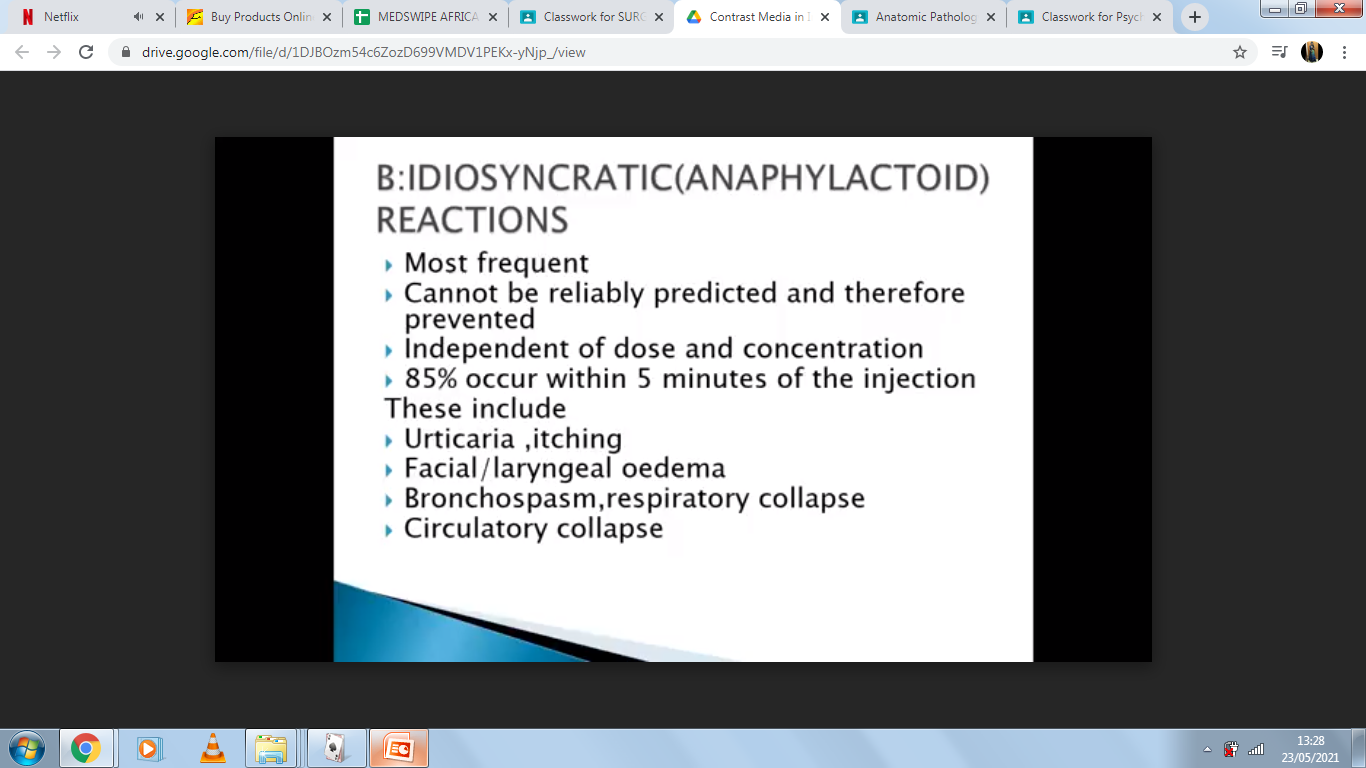 Netflix
Buy Products Onlin
MEDSWIPE AFRICA
Classwork for SURG
Contrast Media in I
Anatomic Patholog
Classwork for Psych
drive.google.com/file/d/1DJBOzm54c6ZozD699VMDV1PEKx-yNjp_/view
B:IDIOSYNCRATIC(ANAPHYLACTOID)
REACTIONS
Most frequent
Cannot be reliably predicted and therefore
prevented
Independent of dose and concentration
85% occur within 5 minutes of the injection
These include
Urticaria ,itching
Facial/laryngeal oedema
Bronchospasm,respiratory collapse
Circulatory collapse
13:28
23/05/2021